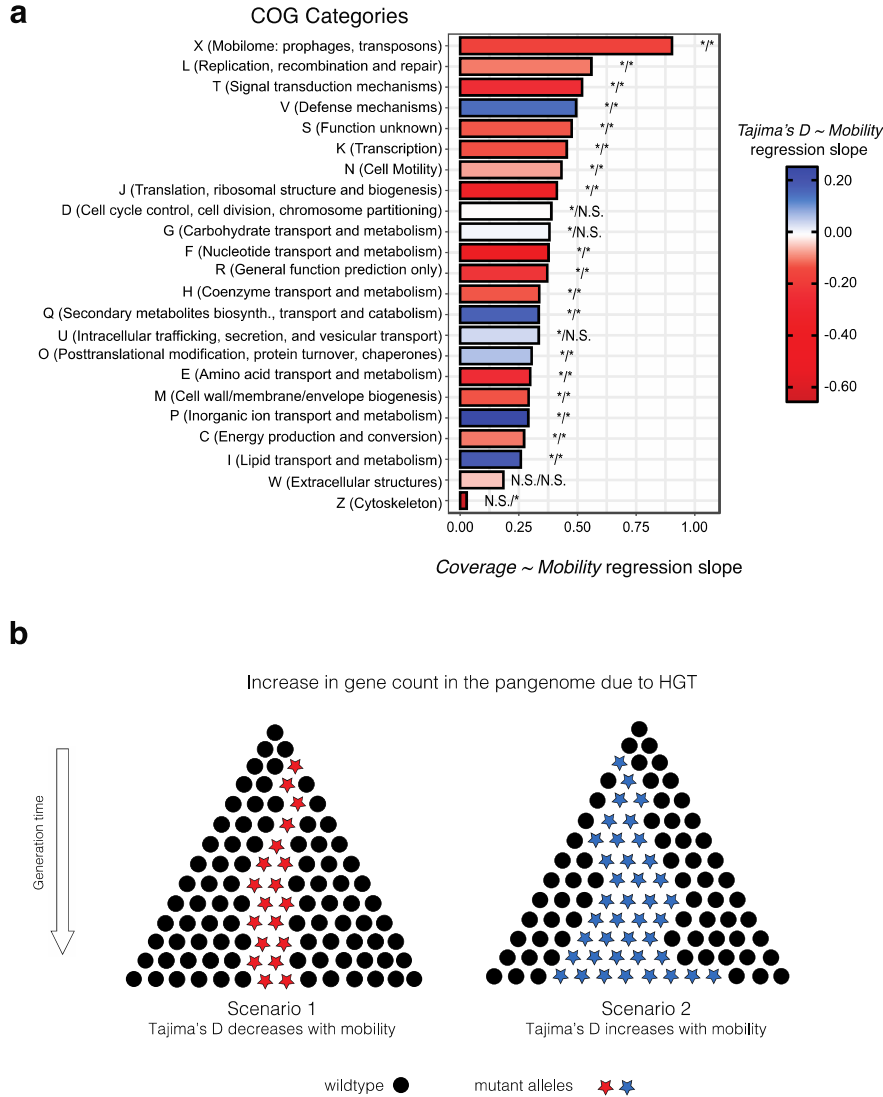 a
COG Categories
X (Mobilome: prophages, transposons) */*
L (Replication, recombination and repair) */*
T (Signal transduction mechanisms) */*
V (Defense mechanisms) */*
S (Function unknown) */*
K (Transcription) */*
N (Cell Motility) */*
J (Translation, ribosomal structure and biogenesis) */*
D (Cell cycle control, cell division, chromosome partitioning) */N.S.
G (Carbohydrate transport and metabolism) */N.S.
F (Nucleotide transport and metabolism) */*
R (General function prediction only) */*
H (Coenzyme transport and metabolism) */*
Q (Secondary metabolites biosynth., transport and catabolism) */*
U (Intracellular trafficking, secretion, and vesicular transport) */N.S.
O (Posttranslational modification, protein turnover, chaperones) */*
E (Amino acid transport and metabolism) */*
M (Cell wall/membrane/envelope biogenesis) */*
P (Inorganic ion transport and metabolism) */*
C (Energy production and conversion) */*
I (Lipid transport and metabolism) */*
W (Extracellular structures) N.S./N.S.
Z (Cytoskeleton) N.S./*
0.00 0.25 0.50 0.75 1.00
Coverage ~ Mobility regression slope
Tajima's D ~ Mobility
regression slope
0.20
0.00
-0.20
-0.40
-0.60
b
Increase in gene count in the pangenome due to HGT
Generation time
Scenario 1
Tajima's D decreases with mobility
Scenario 2
Tajima's D increases with mobility
wildtype
mutant alleles